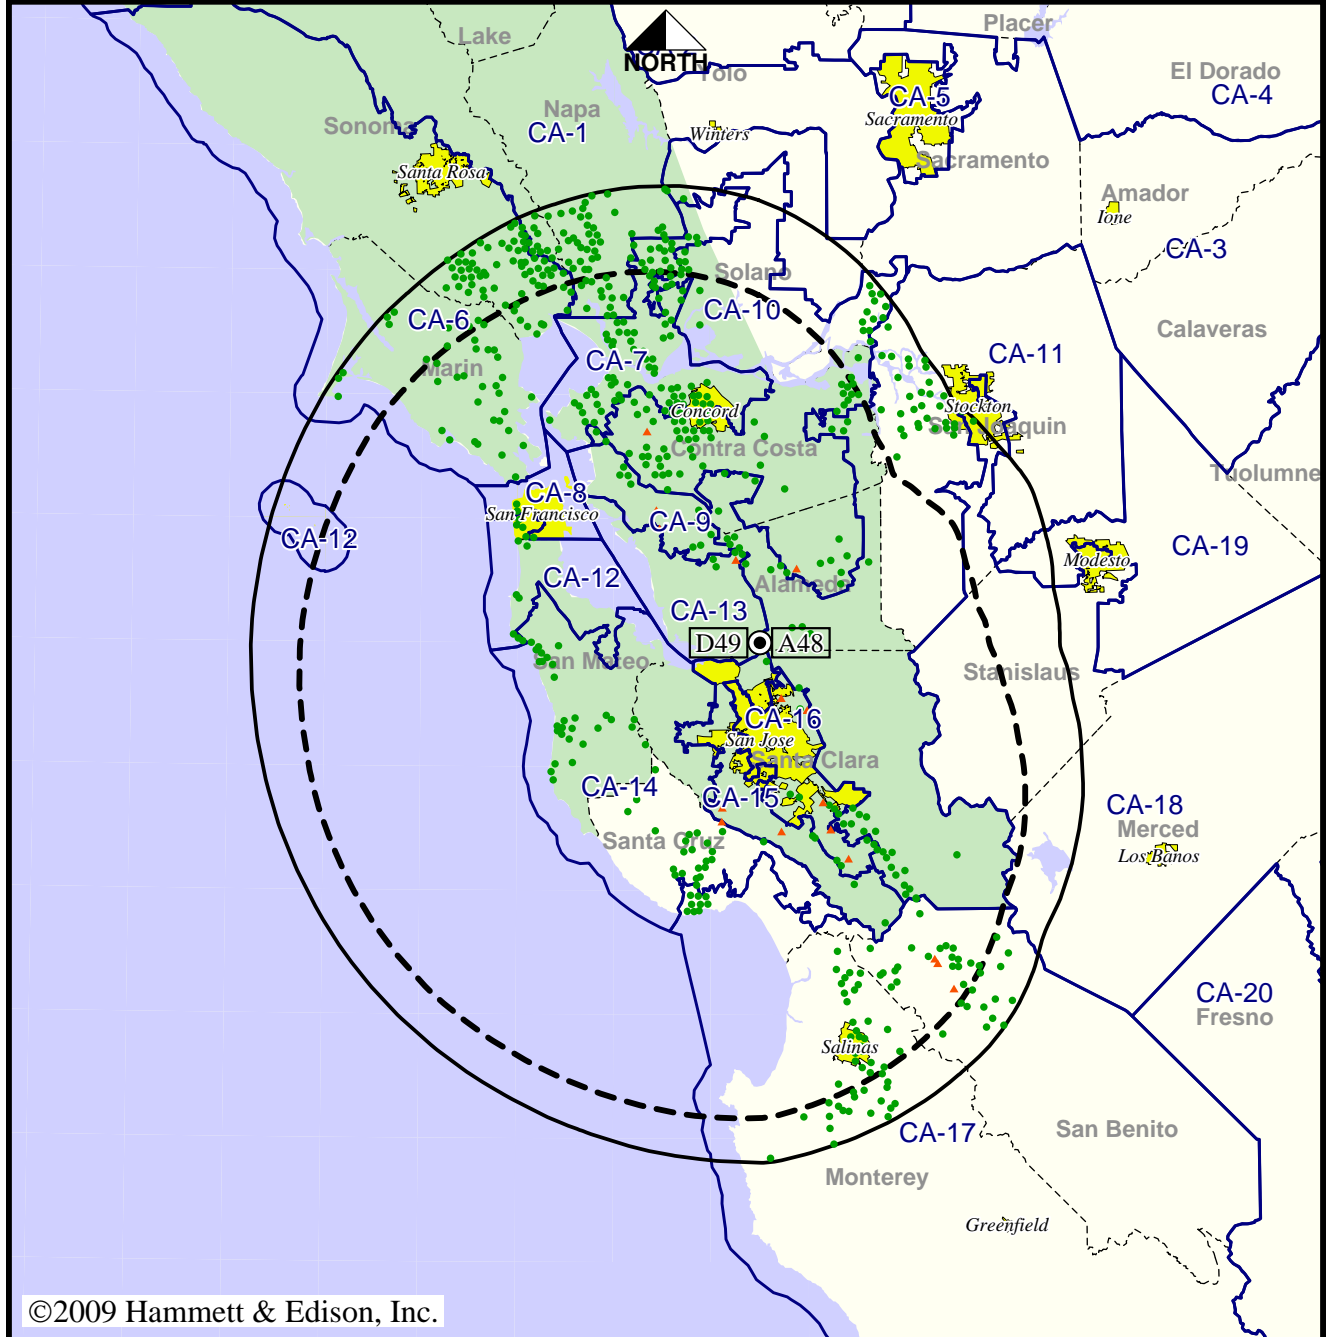 Placer
Lake
NORTH
Yolo
El Dorado
CA-4
CA-5
Sacramento
Napa
CA-1
Sonoma
Winters
Sacramento
Santa Rosa
Amador
Ione
CA-3
Solano
CA-10
CA-6
Calaveras
CA-11
CA-7
Marin
Concord
Stockton
San Joaquin
Contra Costa
Tuolumne
CA-8
San Francisco
CA-9
CA-12
CA-19
Modesto
CA-12
Alameda
CA-13
D49
A48
San Mateo
Stanislaus
CA-16
San Jose
Santa Clara
CA-14
CA-15
CA-18
Merced
Santa Cruz
Los Banos
CA-20
Fresno
Salinas
CA-17
San Benito
Monterey
Greenfield
©2009 Hammett & Edison, Inc.